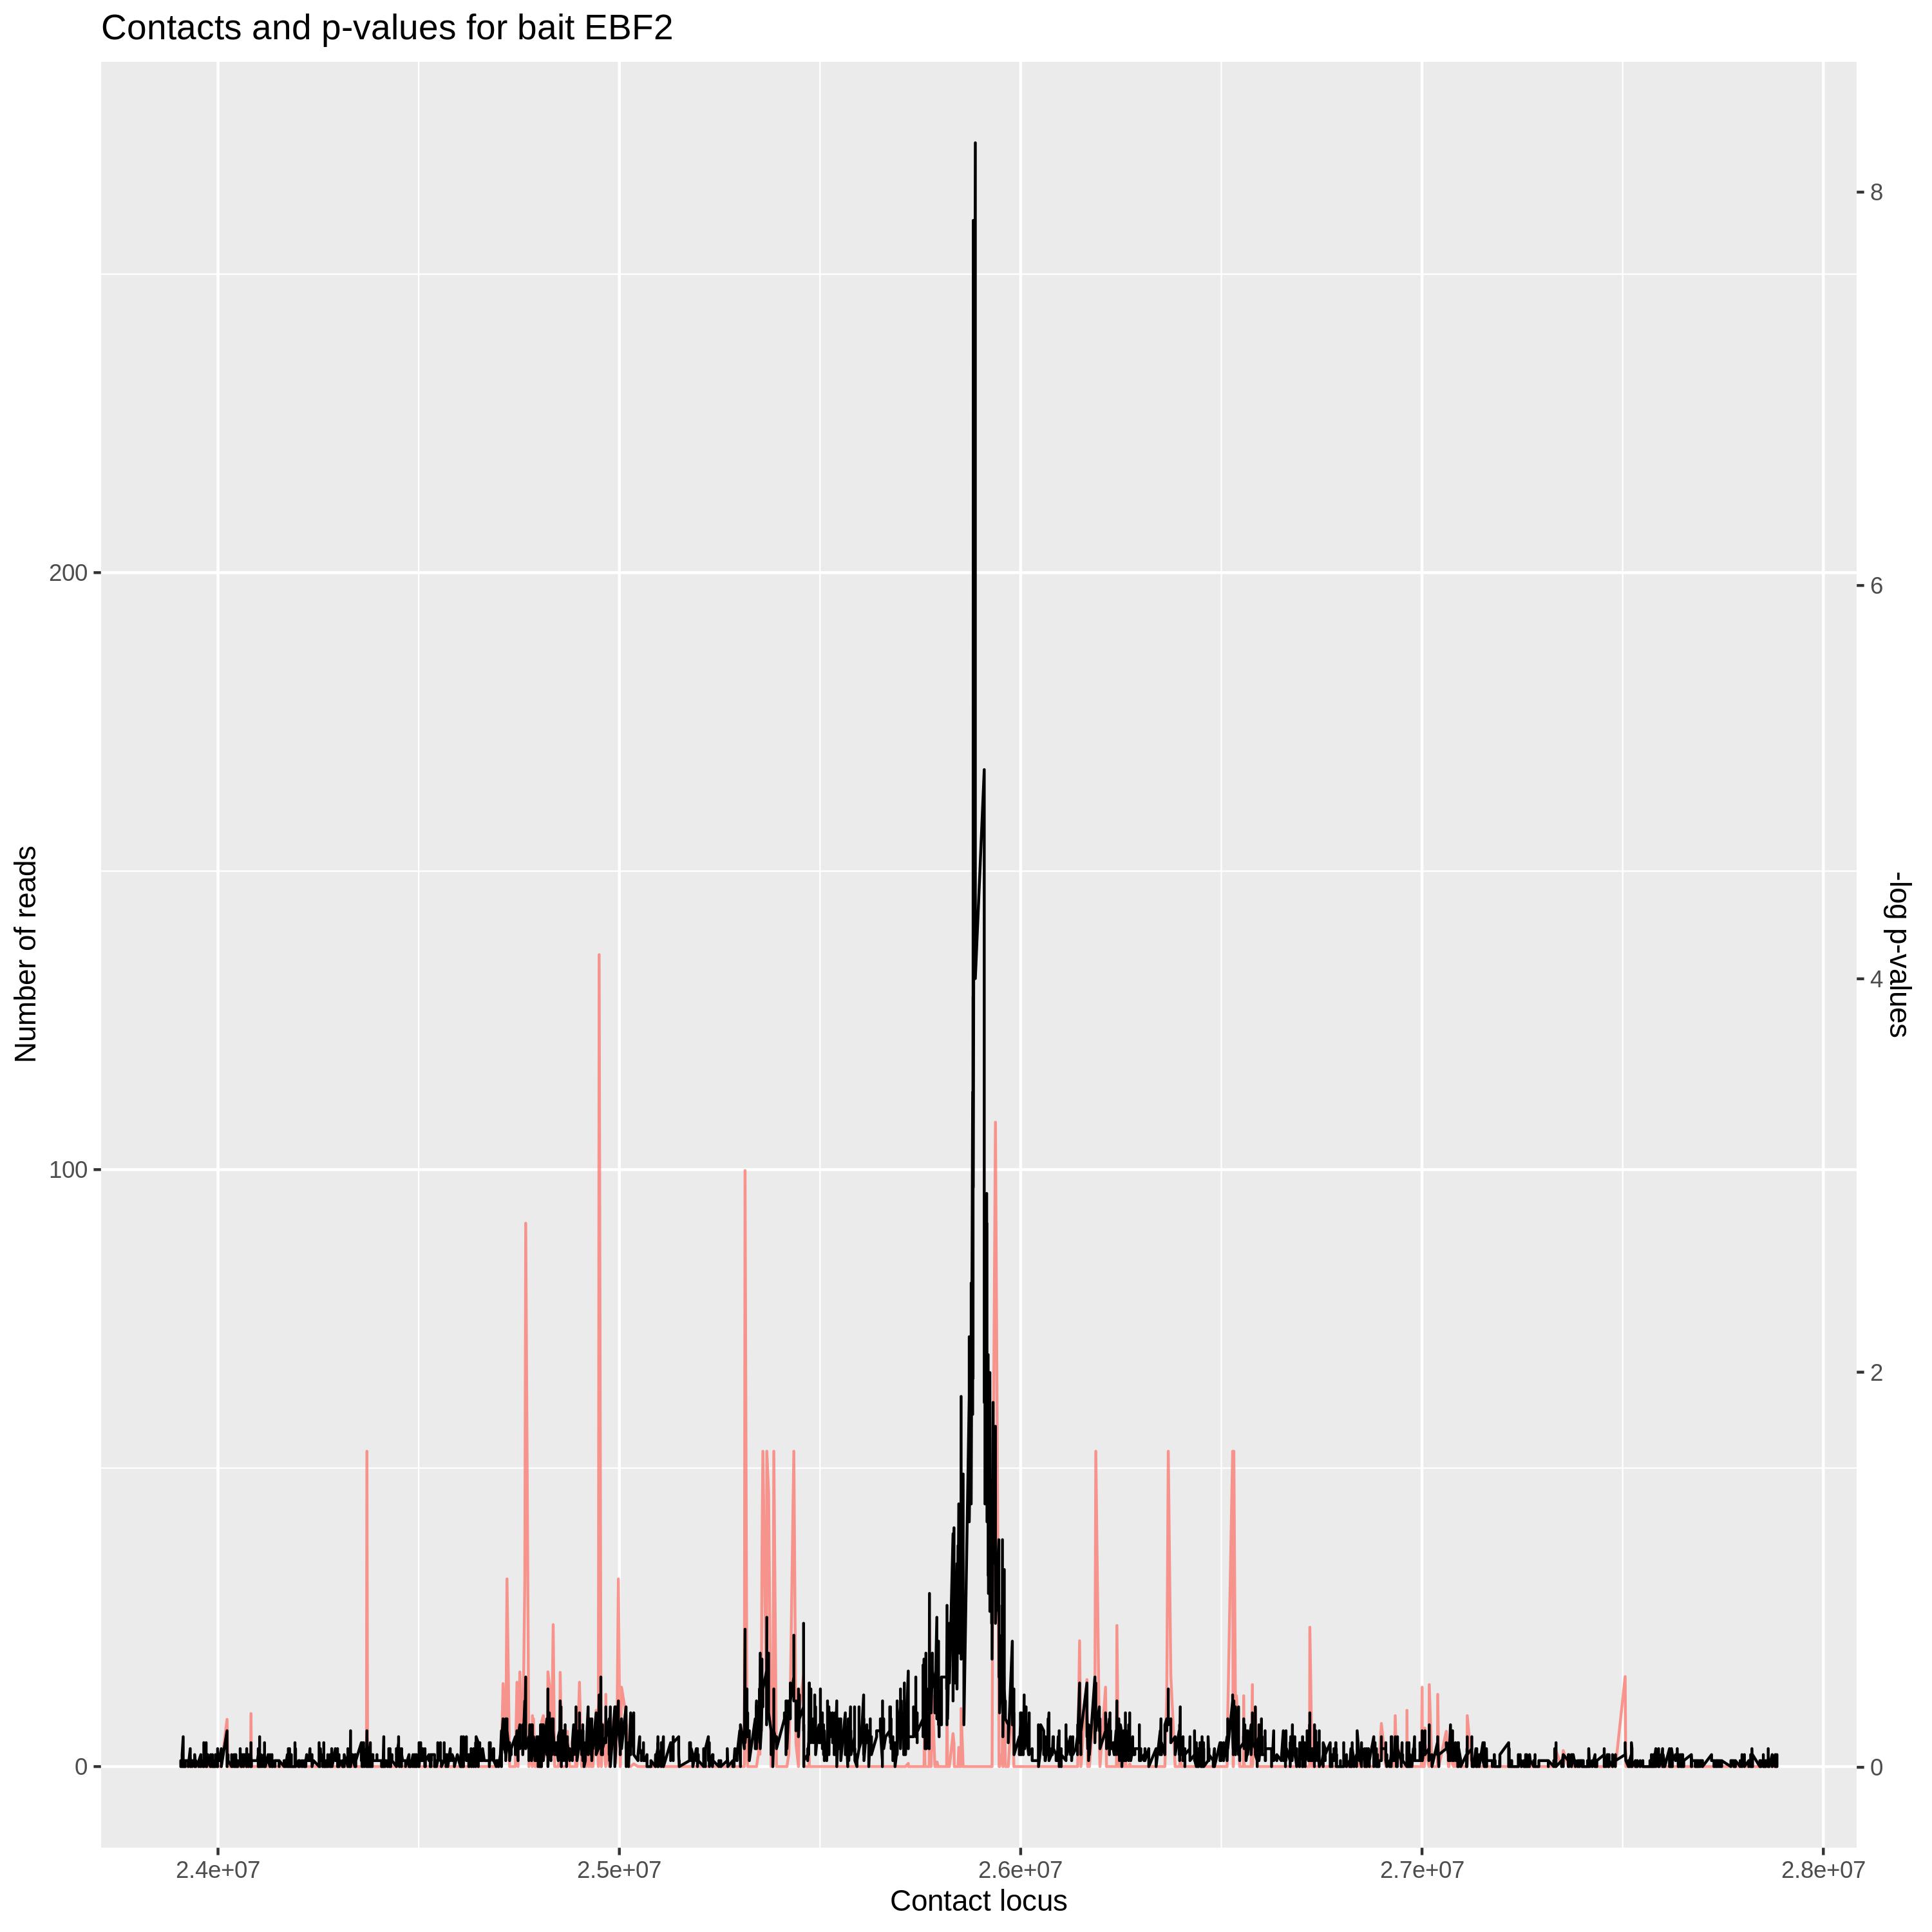 Contacts and p-values for bait EBF2
Number of reads
200
100
0
8
6
4
2
0
-log p-values
2.4e+07
2.5e+07
2.6e+07
2.7e+07
2.8e+07
Contact locus